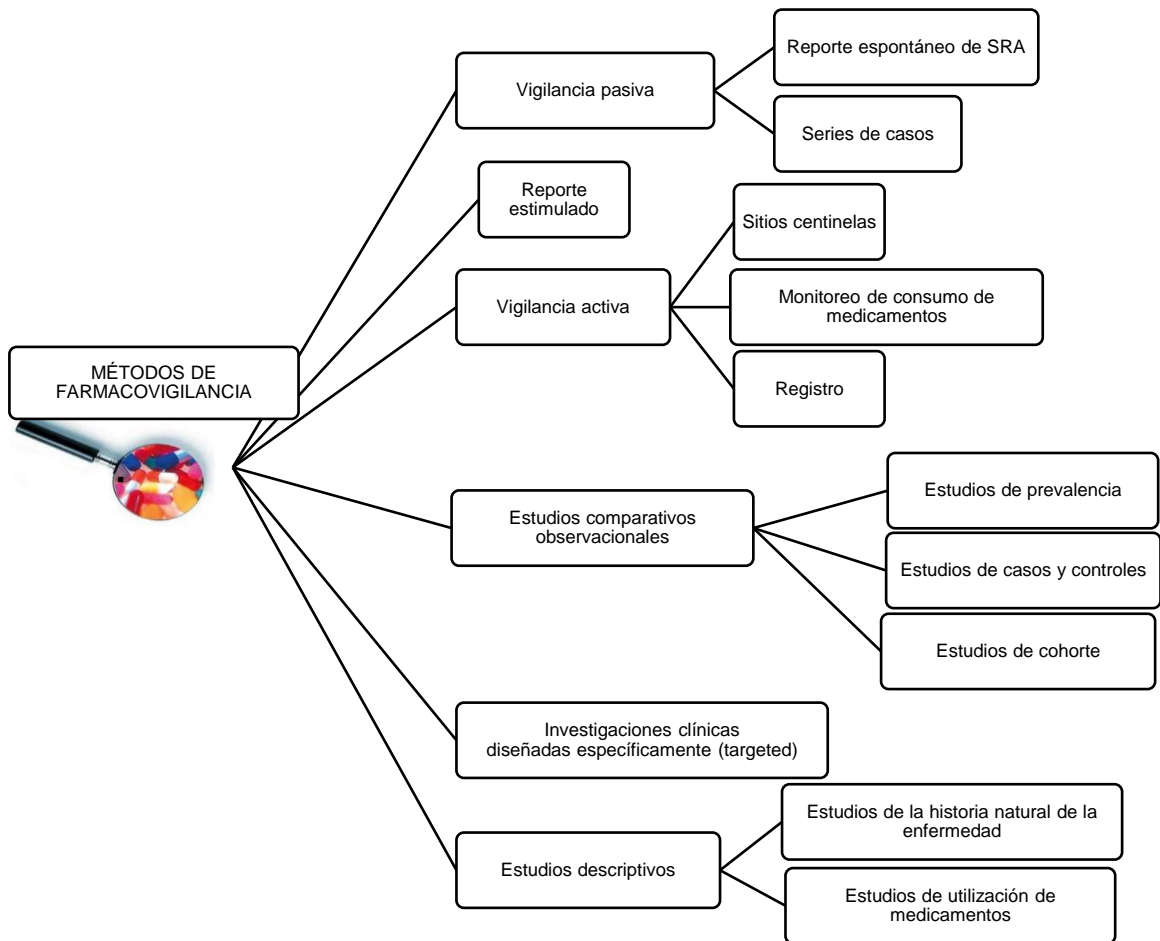 MÉTODOS DE
FARMACOVIGILANCIA
Vigilancia pasiva
Reporte espontáneo de SRA
Series de casos
Reporte
estimulado
Vigilancia activa
Sitios centinelas
Monitoreo de consumo de
medicamentos
Registro
Estudios comparativos
observacionales
Estudios de prevalencia
Estudios de casos y controles
Estudios de cohorte
Investigaciones clínicas
diseñadas específicamente (targeted)
Estudios descriptivos
Estudios de la historia natural de la
enfermedad
Estudios de utilización de
medicamentos